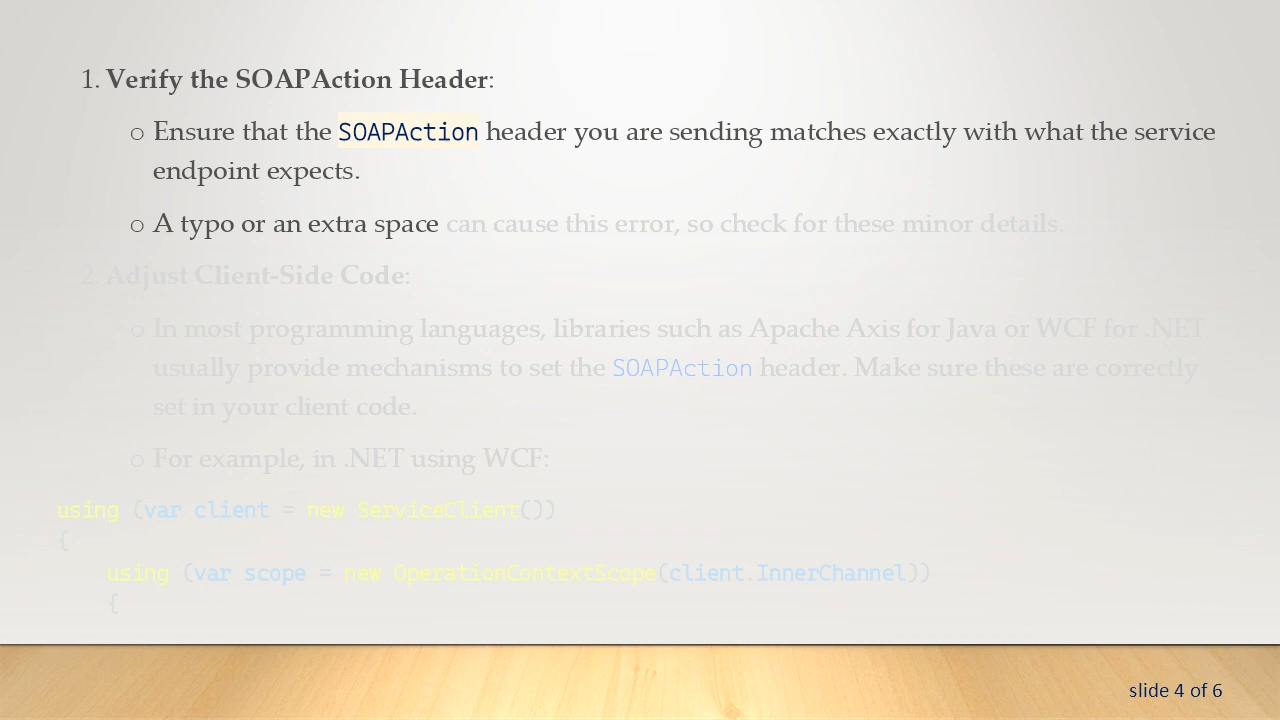 1. Verify the SOAPAction Header:
o Ensure that the SOAPAction header you are sending matches exactly with what the service
endpoint expects.
o A typo or an extra space can cause this error, so check for these minor details.
2. Adjust Client-Side Code:
o In most programming languages, libraries such as Apache Axis for Java or WCF for .NET
usually provide mechanisms to set the SOAPAction header. Make sure these are correctly
set in your client code.
o For example, in .NET using WCF:
using (var client = new ServiceClient())
{
using (var scope = new OperationContextScope(client.InnerChannel))
{
slide 4 of 6